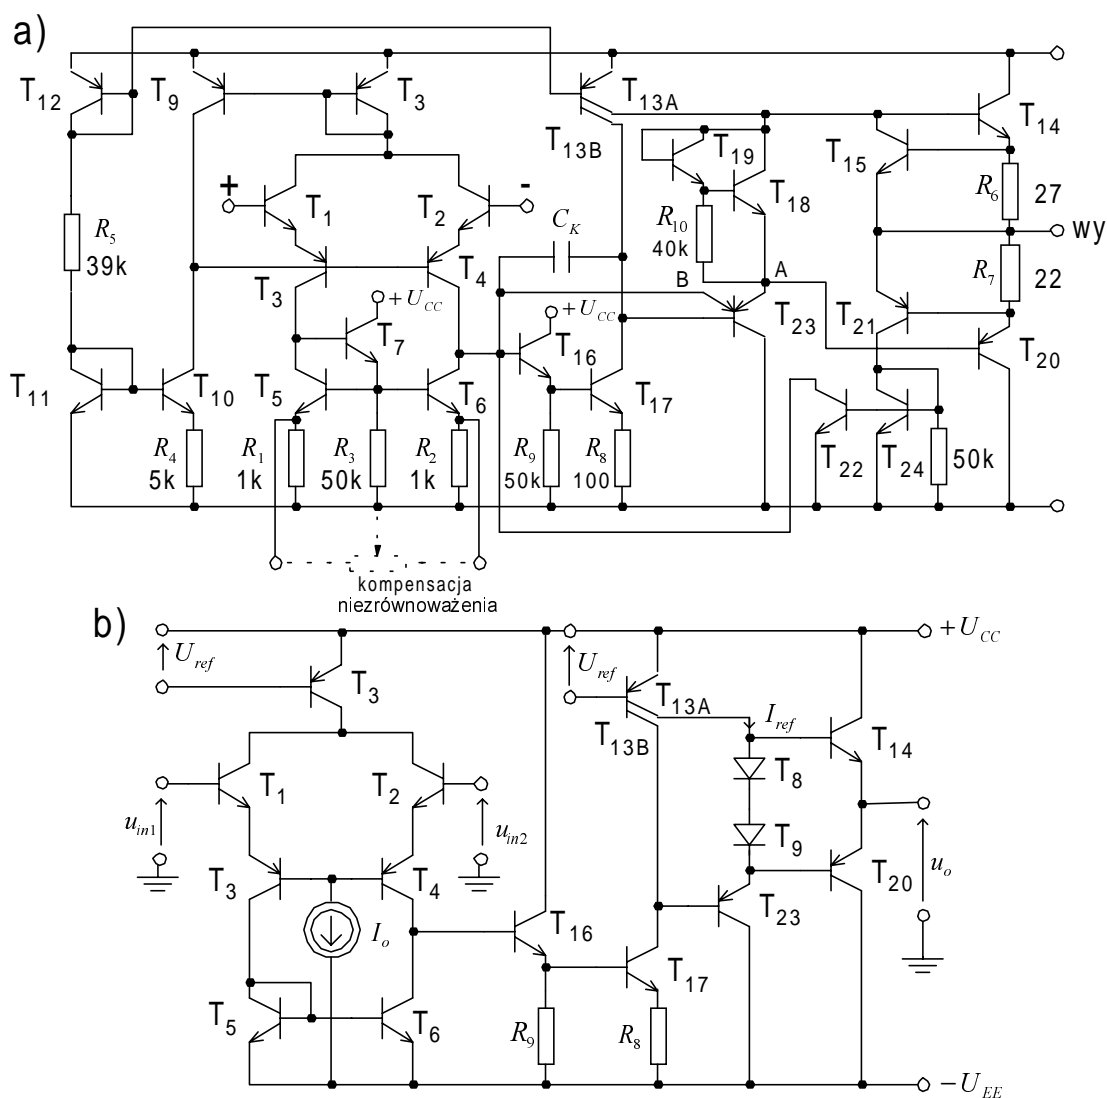 a)
T12
T9
T3
T13A
T14
T13B
T19
T15
+
-
T1
T2
T18
R6
27
CK
R10
40k
wy
R5
39k
T3
T4
B
A
R7
22
+UCC
+UCC
T23
T21
T7
T16
T20
T11
T10
T5
T6
T17
R4
5k
R1
1k
R3
50k
R2
1k
R9
50k
R8
100
T22
T24
50k
kompensacja
niezrównoważenia
b)
+UCC
Uref
Uref
T3
T13A
Iref
T13B
T14
T1
T2
T8
uin1
uin2
T9
T3
T4
uo
T20
T23
Io
T16
T17
T5
T6
R9
R8
-UEE